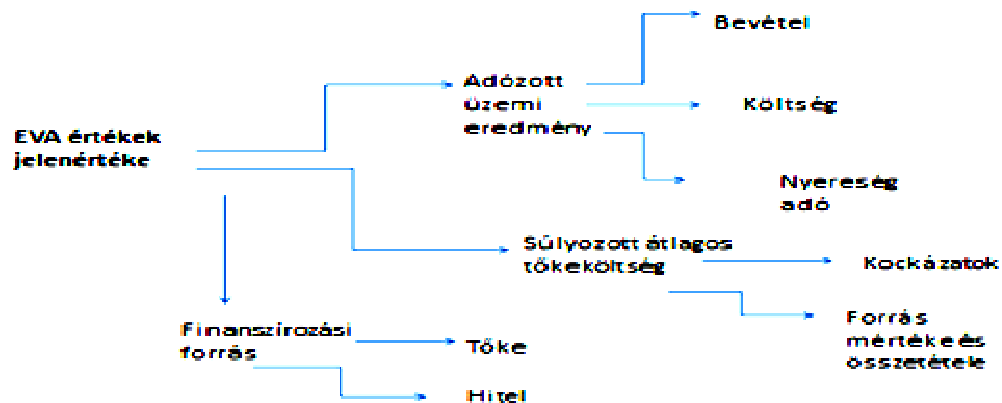 EVA értékek
jelenértéke
Adózott
üzemi
eredmény
Bevétel
Költség
Nyereség
adó
Súlyozott átlagos
tőkeköltség
Kockázatok
Forrás
mértéke és
összetétele
Finanszírozási
forrás
Tőke
Hitel